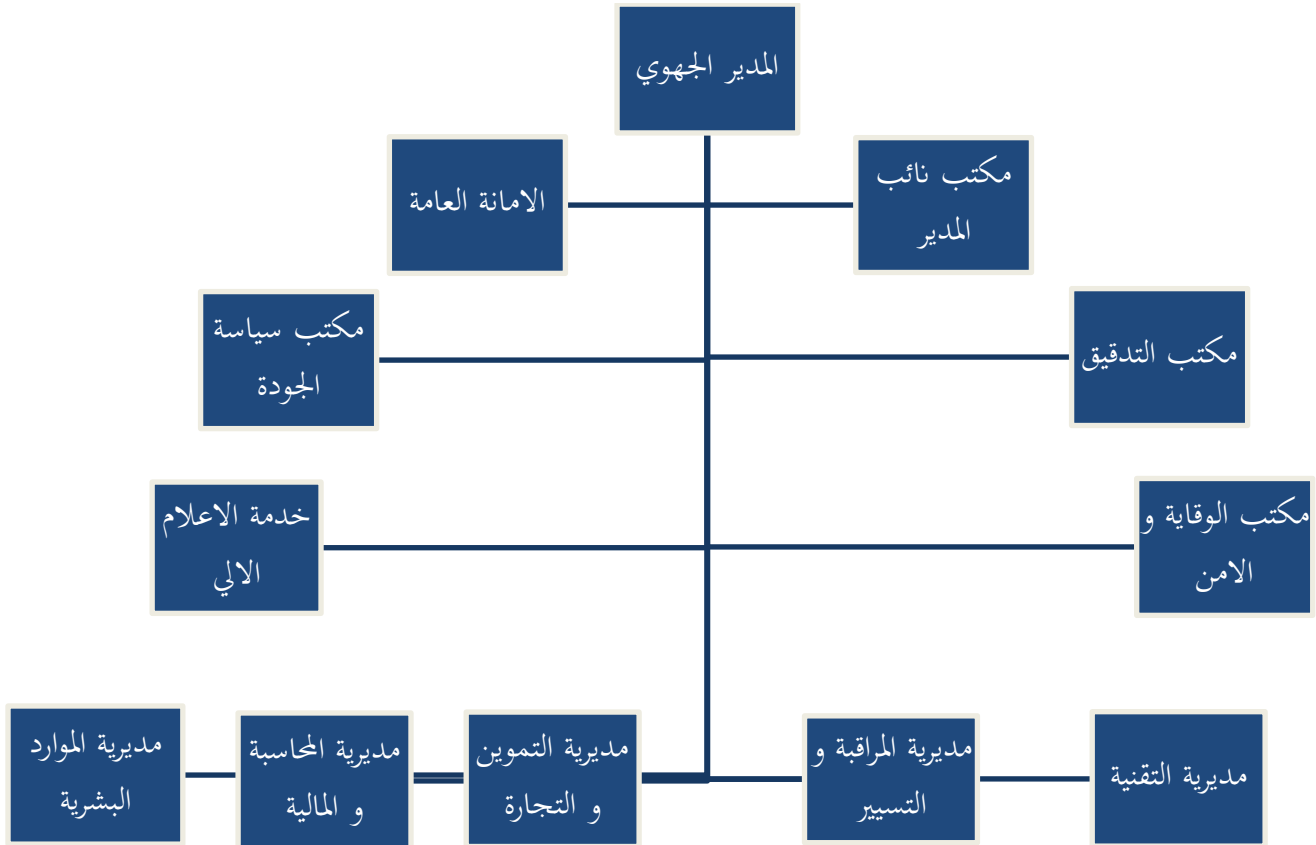 المدير الجهوي
مكتب نائب
المدير
الامانة العامة
مكتب التدقيق
مكتب سياسة
الجودة
مكتب الوقاية و
الامن
خدمة الاعلام
الالي
مديرية التقنية
مديرية المراقبة و
التسيير
مديرية التموين
و التجارة
مديرية المحاسبة
و المالية
مديرية الموارد
البشرية